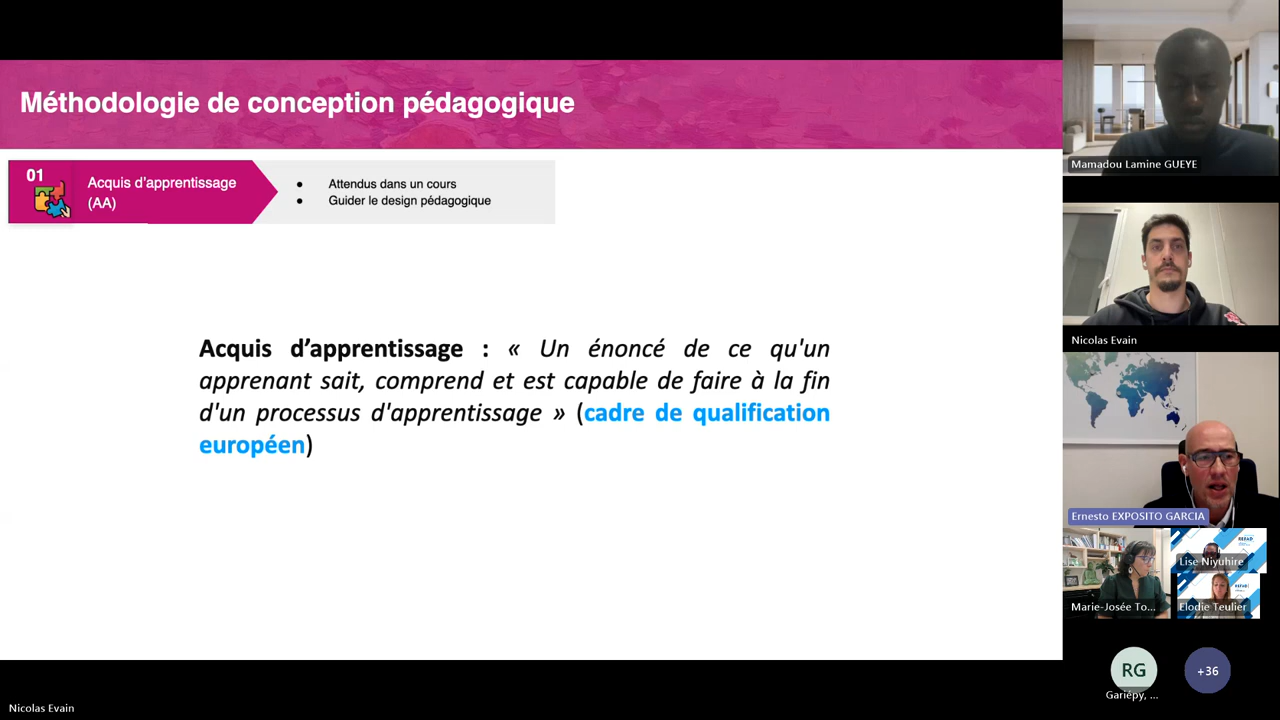 Méthodologie de conception pédagogique
01
Acquis d'apprentissage
(AA)
● Attendus dans un cours
● Guider le design pédagogique
Acquis d'apprentissage : « Un énoncé de ce qu'un
apprenant sait, comprend et est capable de faire à la fin
d'un processus d'apprentissage » (cadre de qualification
européen)
Mamadou Lamine GUEYE
Nicolas Evain
Ernesto EXPOSITO GARCIA
REFAD
Lise Niyuhire
Marie-Josée To...
REFAD
Elodie Teulier
RG
+36
Gariépy, ...
Nicolas Evain